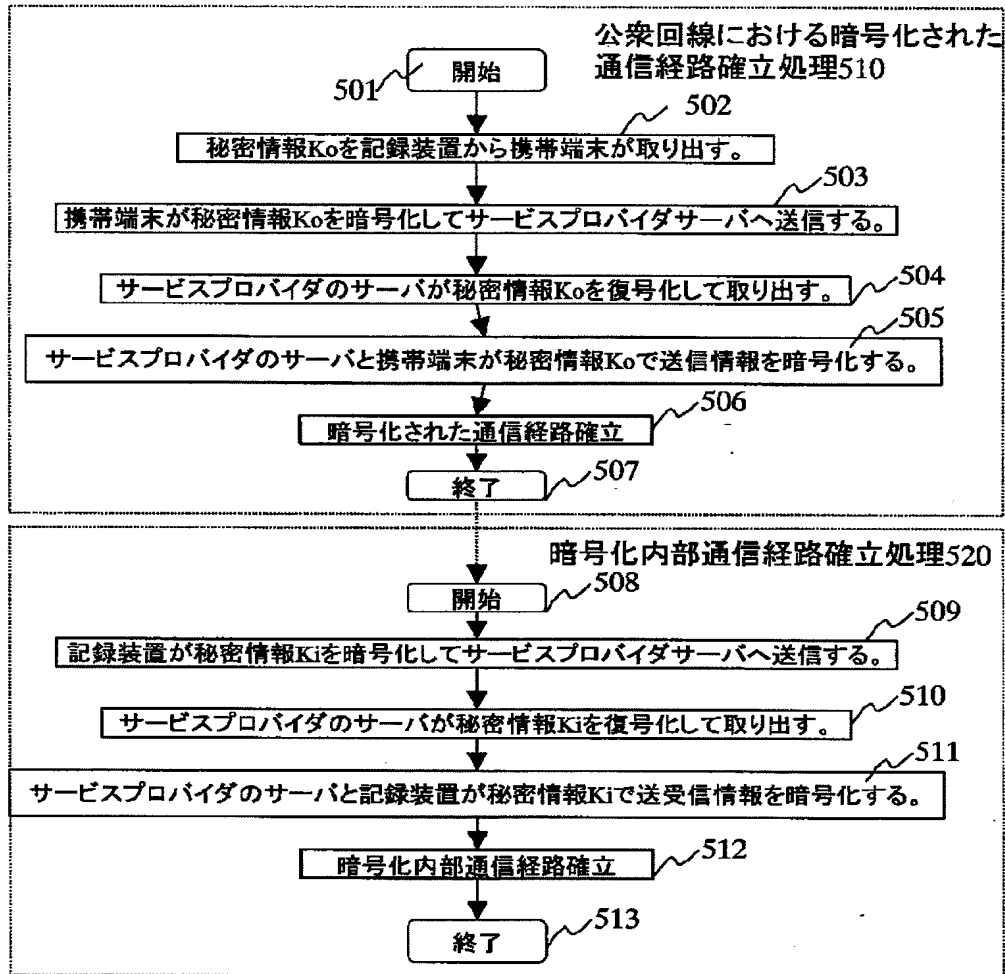 公衆回線における暗号化された
通信経路確立処理510
開始
501
502
秘密情報Koを記録装置から携帯端末が取り出す。
503
携帯端末が秘密情報Koを暗号化してサービスプロバイダサーバへ送信する。
504
サービスプロバイダのサーバが秘密情報Koを復号化して取り出す。
505
サービスプロバイダのサーバと携帯端末が秘密情報Koで送信情報を暗号化する。
506
暗号化された通信経路確立
507
終了
暗号化内部通信経路確立処理520
508
開始
509
記録装置が秘密情報Kiを暗号化してサービスプロバイダサーバへ送信する。
510
サービスプロバイダのサーバが秘密情報Kiを復号化して取り出す。
511
サービスプロバイダのサーバと記録装置が秘密情報Kiで送受信情報を暗号化する。
512
暗号化内部通信経路確立
513
終了